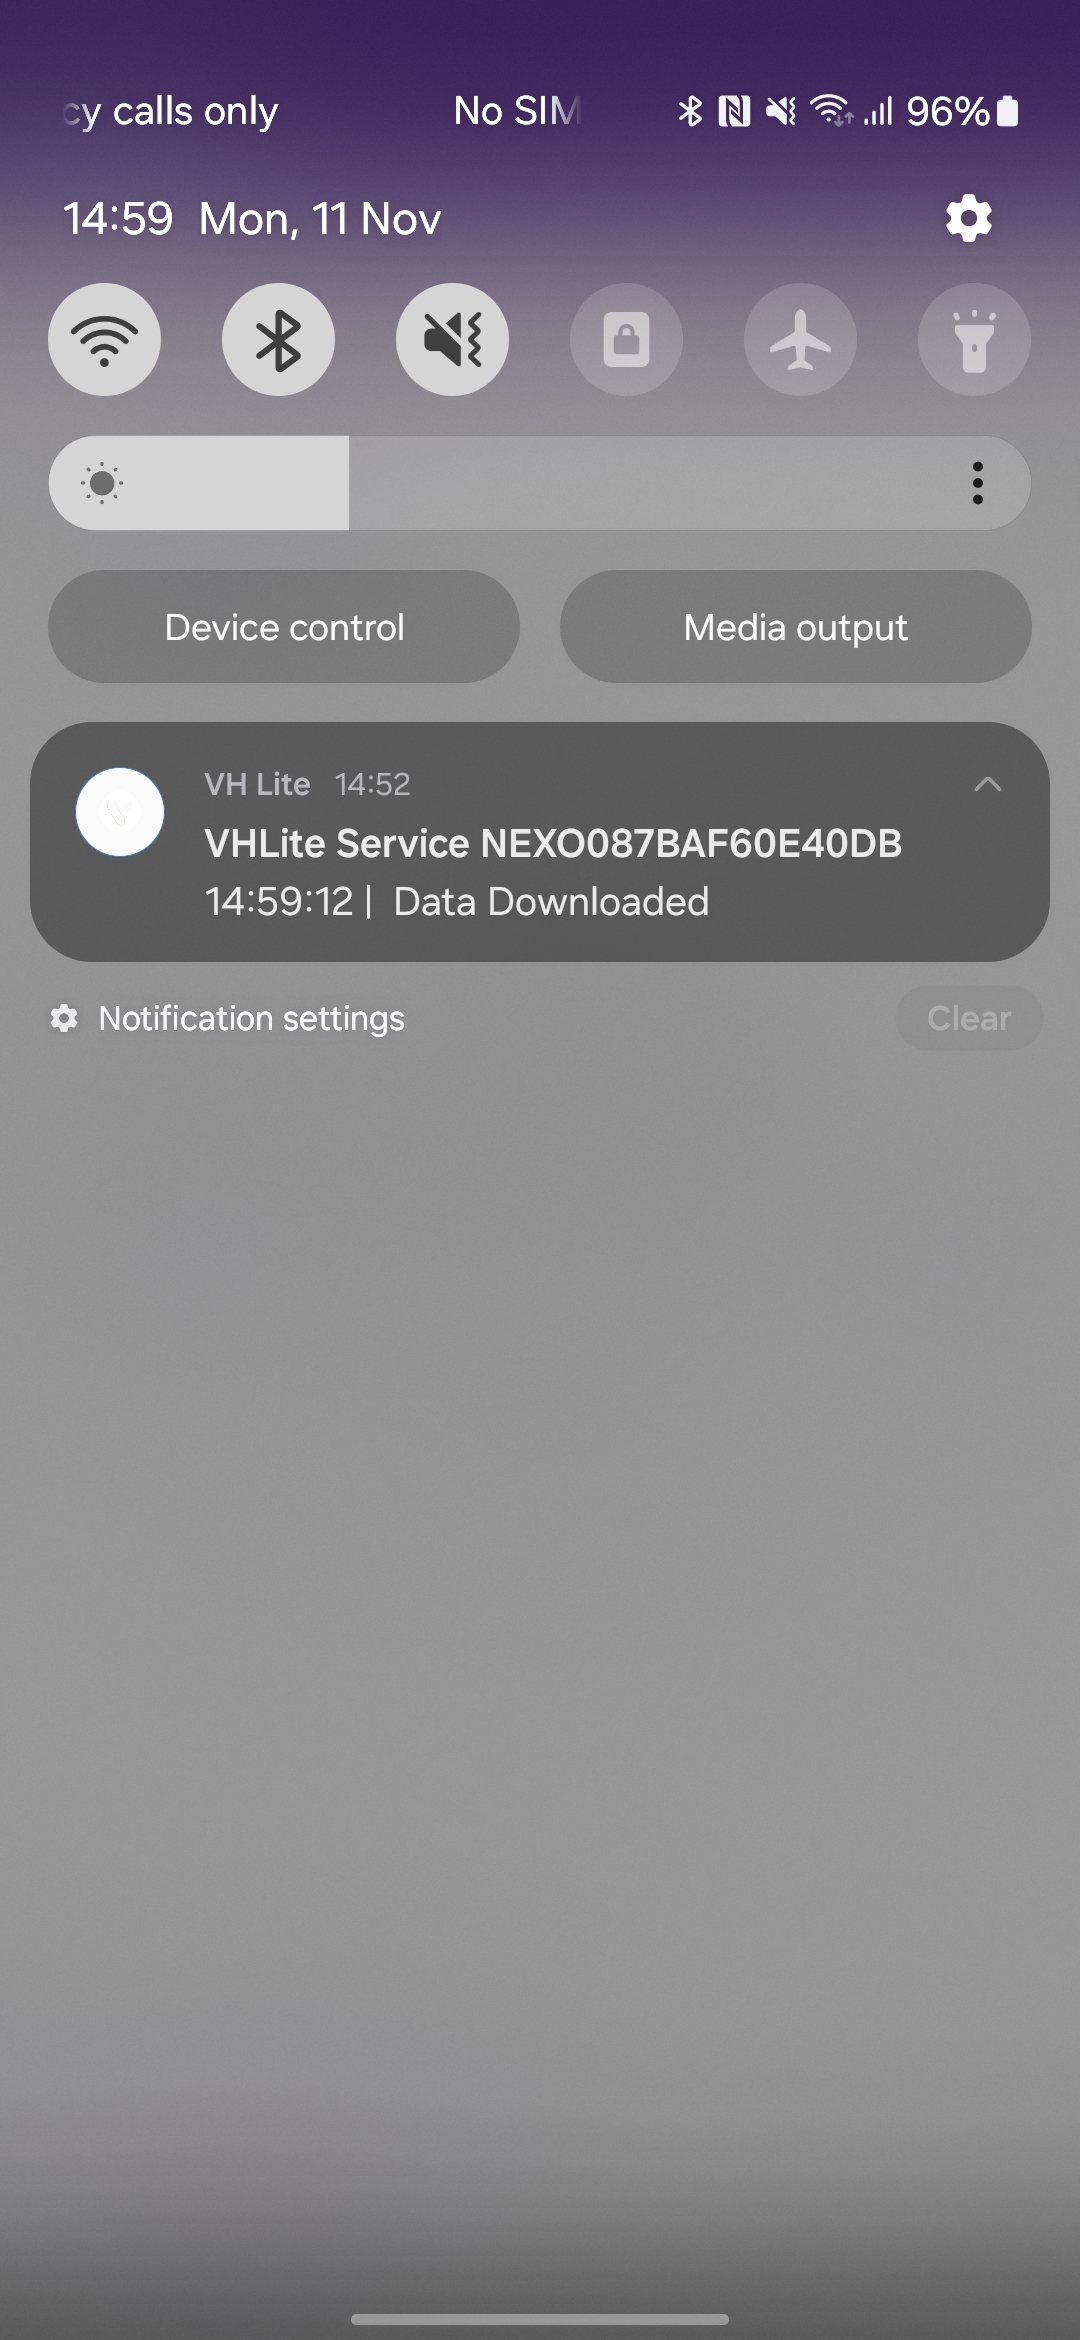 cy calls only No SIM 96%
14:59 Mon, 11 Nov
Device control Media output
VH Lite 14:52
VHLite Service NEXO087BAF60E40DB
14:59:12 | Data Downloaded
Notification settings Clear